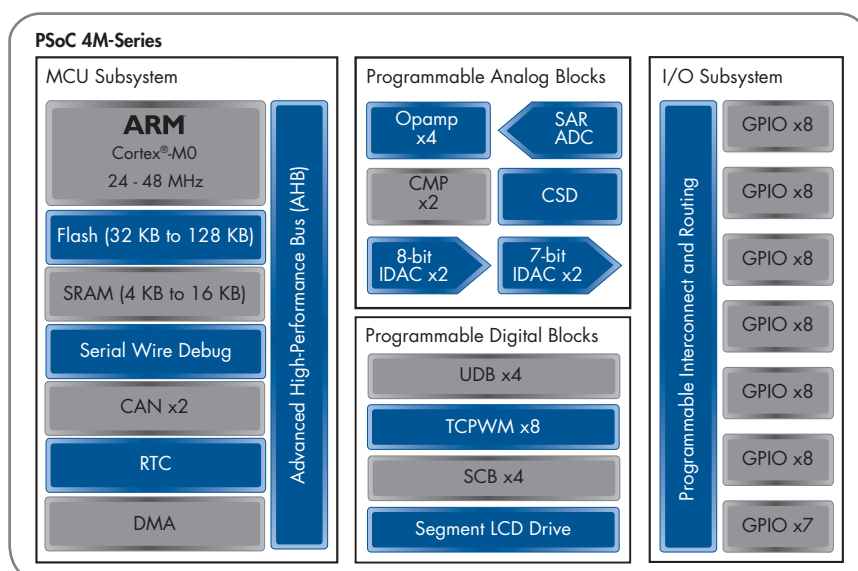 PSoC 4M-Series
MCU Subsystem
ARM
Cortex®-M0
24 - 48 MHz
Flash (32 KB to 128 KB)
SRAM (4 KB to 16 KB)
Serial Wire Debug
CAN x2
RTC
DMA
Advanced High-Performance Bus (AHB)
Programmable Analog Blocks
Opamp
x4
SAR
ADC
CMP
x2
CSD
8-bit
IDAC x2
7-bit
IDAC x2
Programmable Digital Blocks
UDB x4
TCPWM x8
SCB x4
Segment LCD Drive
I/O Subsystem
Programmable Interconnect and Routing
GPIO x8
GPIO x8
GPIO x8
GPIO x8
GPIO x8
GPIO x8
GPIO x7